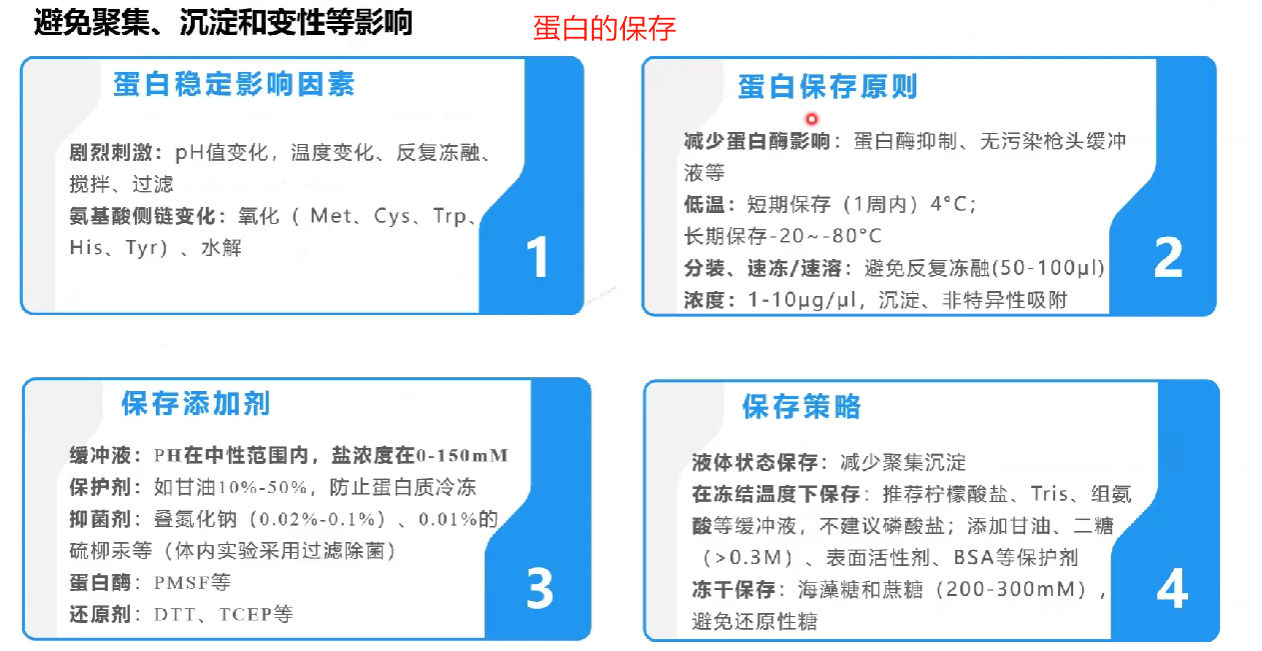 避免聚集、沉淀和变性等影响
蛋白的保存
蛋白稳定影响因素
剧烈刺激：pH值变化，温度变化、反复冻融、
搅拌、过滤
氨基酸侧链变化：氧化（ Met、Cys、Trp、
His、Tyr）、水解
1
蛋白保存原则
减少蛋白酶影响：蛋白酶抑制、无污染枪头缓冲
液等
低温：短期保存（1周内）4°C；
长期保存-20~-80°C
分装、速冻/速溶：避免反复冻融(50-100μl)
浓度：1-10μg/μl，沉淀、非特异性吸附
2
保存添加剂
缓冲液：PH在中性范围内，盐浓度在0-150mM
保护剂：如甘油10%-50%，防止蛋白质冷冻
抑菌剂：叠氮化钠（0.02%-0.1%）、0.01%的
硫柳汞等（体内实验采用过滤除菌）
蛋白酶：PMSF等
还原剂：DTT、TCEP等
3
保存策略
液体状态保存：减少聚集沉淀
在冻结温度下保存：推荐柠檬酸盐、Tris、组氨
酸等缓冲液，不建议磷酸盐；添加甘油、二糖
（>0.3M）、表面活性剂、BSA等保护剂
冻干保存：海藻糖和蔗糖（200-300mM），
避免还原性糖
4